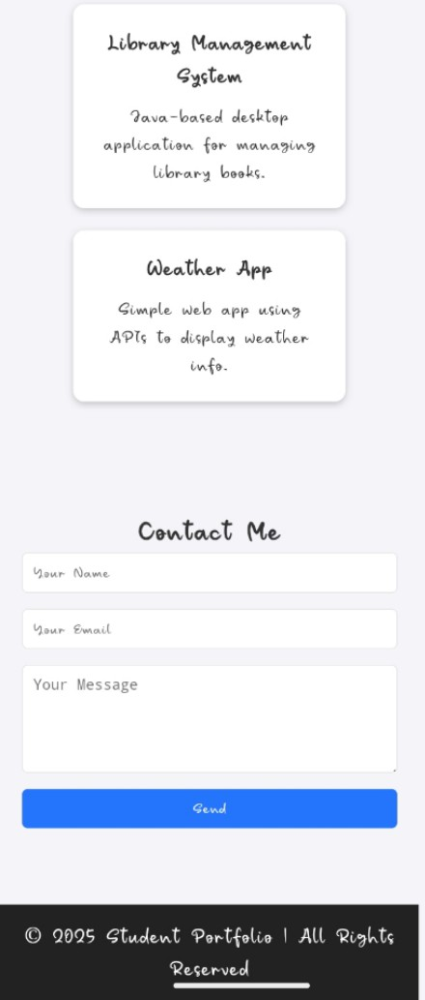 Library Management
System
Java-based desktop
application for managing
library books.
Weather App
Simple web app using
APIs to display weather
info.
Contact Me
Your Name
Your Email
Your Message
Send
© 2025 Student Portfolio | All Rights
Reserved